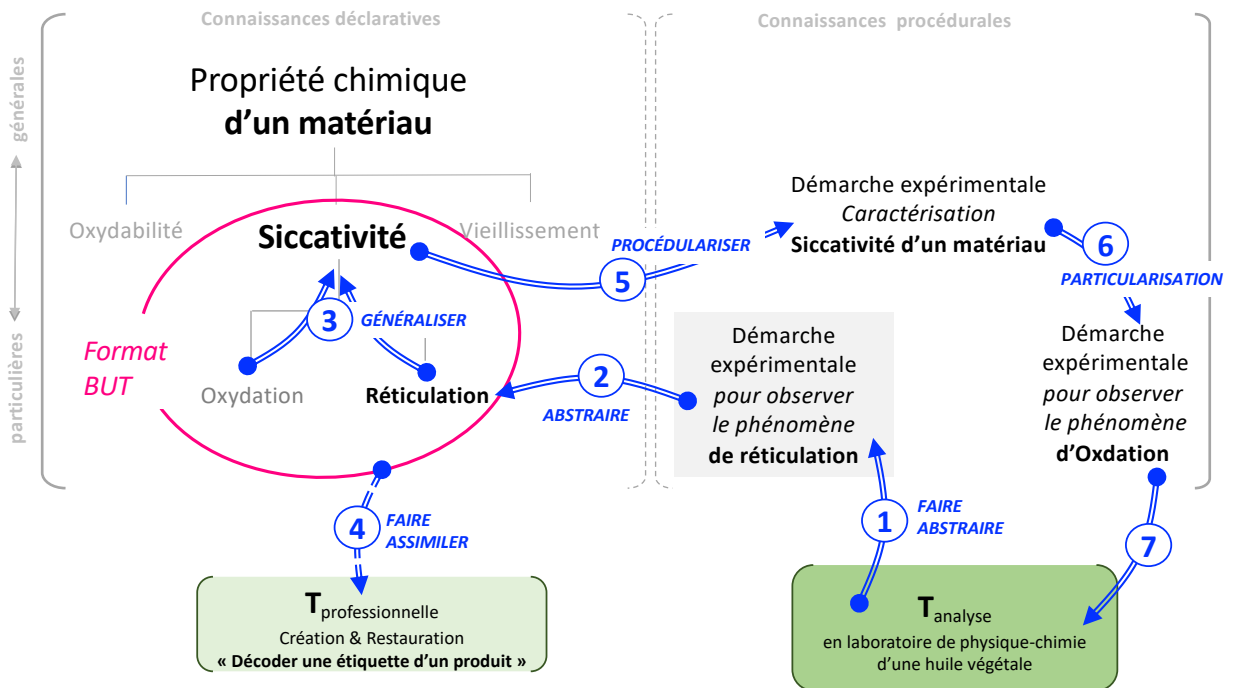 Connaissances déclaratives
Connaissances procédurales
générales
particulières
Propriété chimique
d'un matériau
Oxydabilité
Siccativité
Vieillissement
3
GÉNÉRALISER
Format
BUT
Oxydation
Réticulation
PROCÉDULARISER
5
Démarche expérimentale
Caractérisation
Siccativité d'un matériau
6
PARTICULARISATION
2
ABSTRAIRE
Démarche
expérimentale
pour observer
le phénomène
de réticulation
Démarche
expérimentale
pour observer
le phénomène
d'Oxdation
4
FAIRE
ASSIMILER
1
FAIRE
ABSTRAIRE
7
Tprofessionnelle
Création & Restauration
« Décoder une étiquette d'un produit »
Tanalyse
en laboratoire de physique-chimie
d'une huile végétale